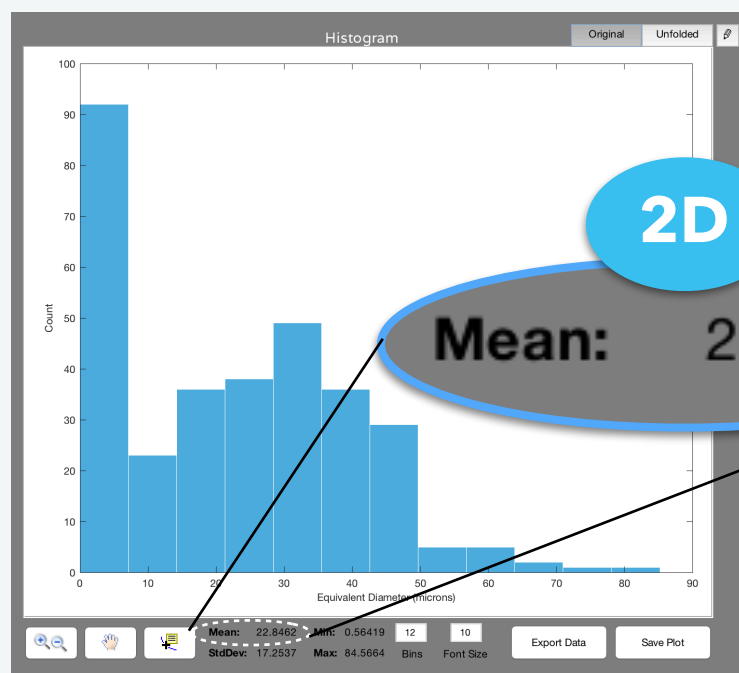 Histogram
Original
Unfolded
100
90
80
70
60
50
40
30
20
10
0
Count
0 10 20 30 40 50 60 70 80 90
Equivalent Diameter (microns)
2D
Mean: 2
Mean: 22.8462 Min: 0.56419 12 10
StdDev: 17.2537 Max: 84.5664 Bins Font Size
Export Data
Save Plot